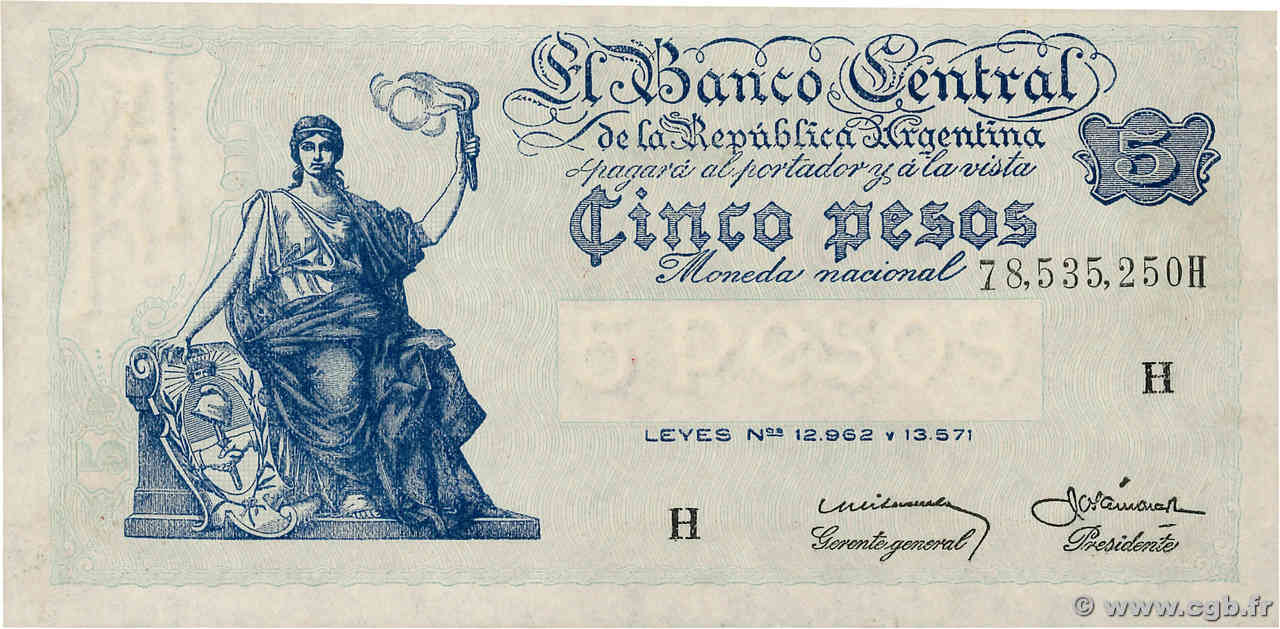 El Banco Central
de la República Argentina
pagará al portador y á la vista
Cinco pesos
Moneda nacional
5
78,535,250H
5 PESOS
H
LEYES Nos 12.962 y 13.571
H
Gerente general
Presidente
5
© www.cgb.fr